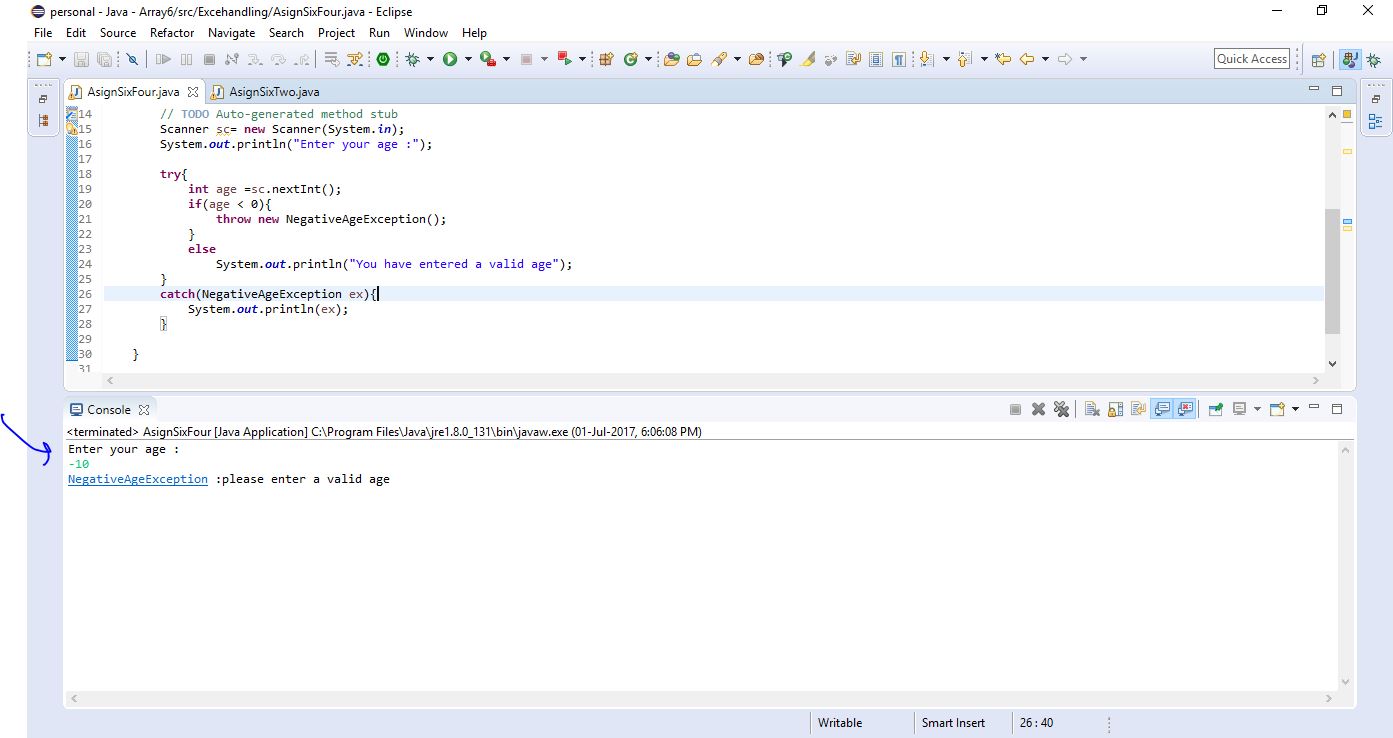 personal - Java - Array6/src/Excehandling/AsignSixFour.java - Eclipse
File Edit Source Refactor Navigate Search Project Run Window Help
Quick Access
AsignSixFour.java AsignSixTwo.java
14 // TODO Auto-generated method stub
15 Scanner sc= new Scanner(System.in);
16 System.out.println("Enter your age :");
17
18 try{
19 int age =sc.nextInt();
20 if(age < 0){
21 throw new NegativeAgeException();
22 }
23 else
24 System.out.println("You have entered a valid age");
25 }
26 catch(NegativeAgeException ex){
27 System.out.println(ex);
28 }
29
30 }
31
Console
<terminated> AsignSixFour [Java Application] C:\Program Files\Java\jre1.8.0_131\bin\javaw.exe (01-Jul-2017, 6:06:08 PM)
Enter your age :
-10
NegativeAgeException :please enter a valid age
Writable Smart Insert 26 : 40